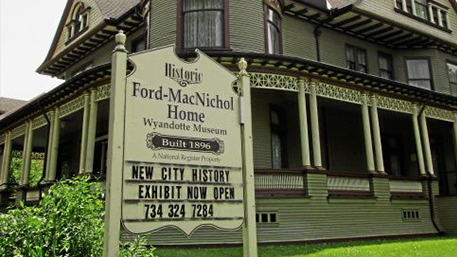 Historic
Ford-MacNichol
Home
Wyandotte Museum
Built 1896
A National Register Property
NEW CITY HISTORY
EXHIBIT NOW OPEN
734 324 7284